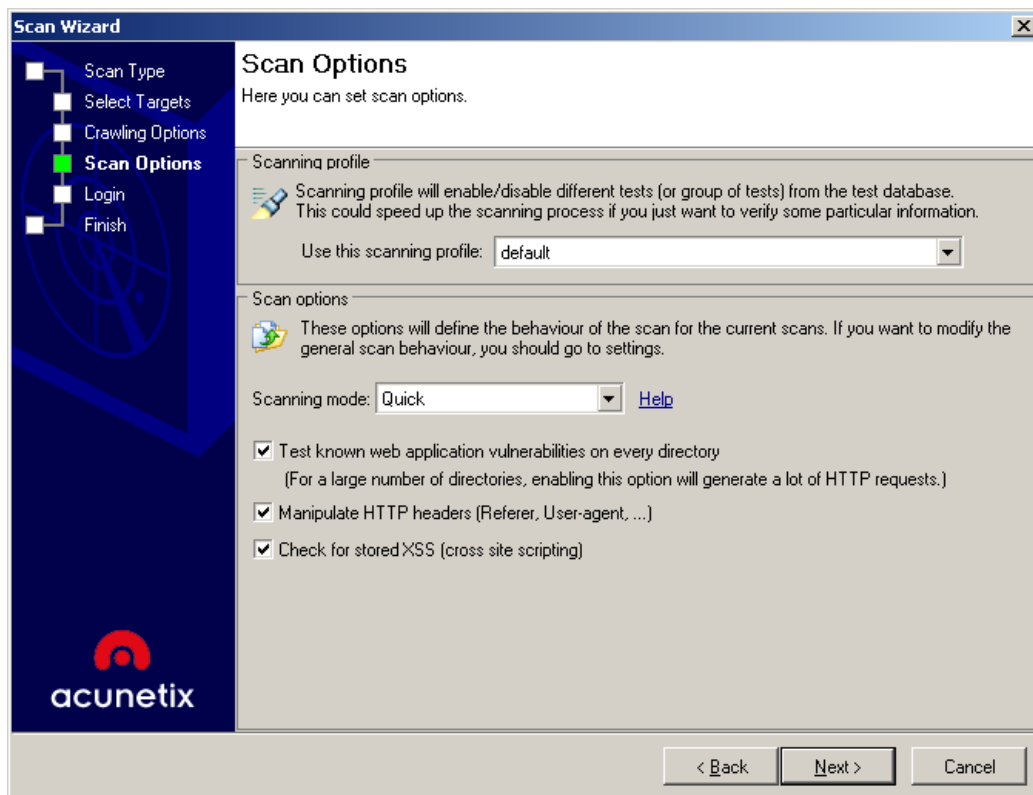 Scan Wizard
Scan Type
Select Targets
Crawling Options
Scan Options
Login
Finish
acunetix
Scan Options
Here you can set scan options.
Scanning profile
Scanning profile will enable/disable different tests (or group of tests) from the test database.
This could speed up the scanning process if you just want to verify some particular information.
Use this scanning profile: default
Scan options
These options will define the behaviour of the scan for the current scans. If you want to modify the
general scan behaviour, you should go to settings.
Scanning mode: Quick Help
Test known web application vulnerabilities on every directory
(For a large number of directories, enabling this option will generate a lot of HTTP requests.)
Manipulate HTTP headers (Referer, User-agent, ...)
Check for stored XSS (cross site scripting)
< Back Next > Cancel